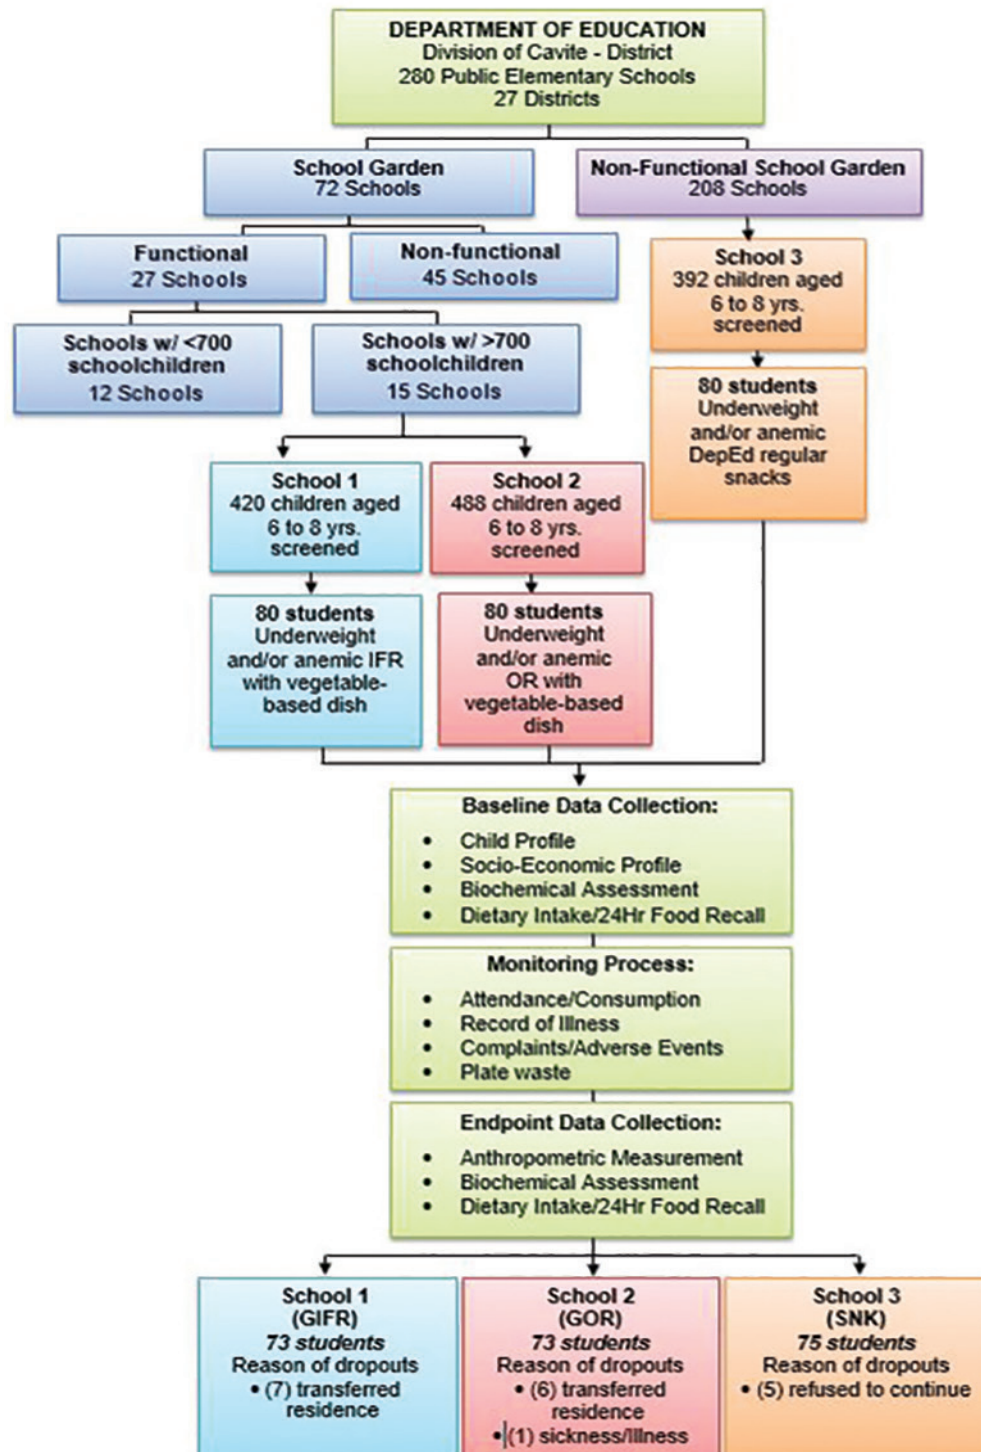 DEPARTMENT OF EDUCATION
Division of Cavite - District
280 Public Elementary Schools
27 Districts
School Garden
72 Schools
Non-Functional School Garden
208 Schools
Functional
27 Schools
Non-functional
45 Schools
School 3
392 children aged
6 to 8 yrs.
screened
Schools w/ <700
schoolchildren
12 Schools
Schools w/ >700
schoolchildren
15 Schools
80 students
Underweight
and/or anemic
DepEd regular
snacks
School 1
420 children aged
6 to 8 yrs.
screened
School 2
488 children aged
6 to 8 yrs.
screened
80 students
Underweight
and/or anemic IFR
with vegetable-
based dish
80 students
Underweight
and/or anemic
OR with
vegetable-based
dish
Baseline Data Collection:
• Child Profile
• Socio-Economic Profile
• Biochemical Assessment
• Dietary Intake/24Hr Food Recall
Monitoring Process:
• Attendance/Consumption
• Record of Illness
• Complaints/Adverse Events
• Plate waste
Endpoint Data Collection:
• Anthropometric Measurement
• Biochemical Assessment
• Dietary Intake/24Hr Food Recall
School 1
(GIFR)
73 students
Reason of dropouts
• (7) transferred
residence
School 2
(GOR)
73 students
Reason of dropouts
• (6) transferred
residence
• (1) sickness/Illness
School 3
(SNK)
75 students
Reason of dropouts
• (5) refused to continue